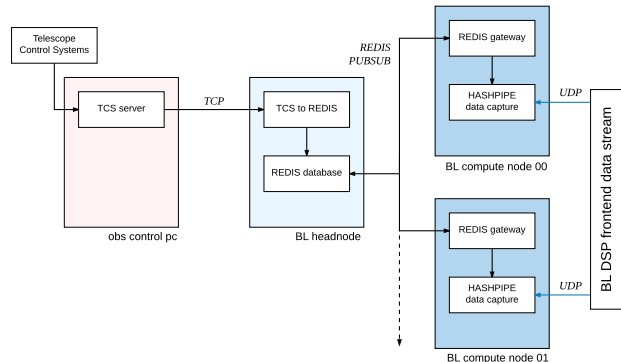 Telescope
Control Systems
TCS server
obs control pc
TCP
TCS to REDIS
REDIS database
BL headnode
REDIS
PUBSUB
REDIS gateway
HASHPIPE
data capture
BL compute node 00
UDP
REDIS gateway
HASHPIPE
data capture
BL compute node 01
UDP
BL DSP frontend data stream